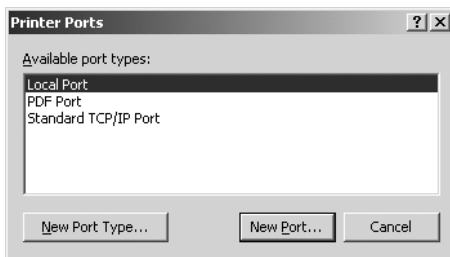 Printer Ports
Available port types:
Local Port
PDF Port
Standard TCP/IP Port
New Port Type... New Port... Cancel